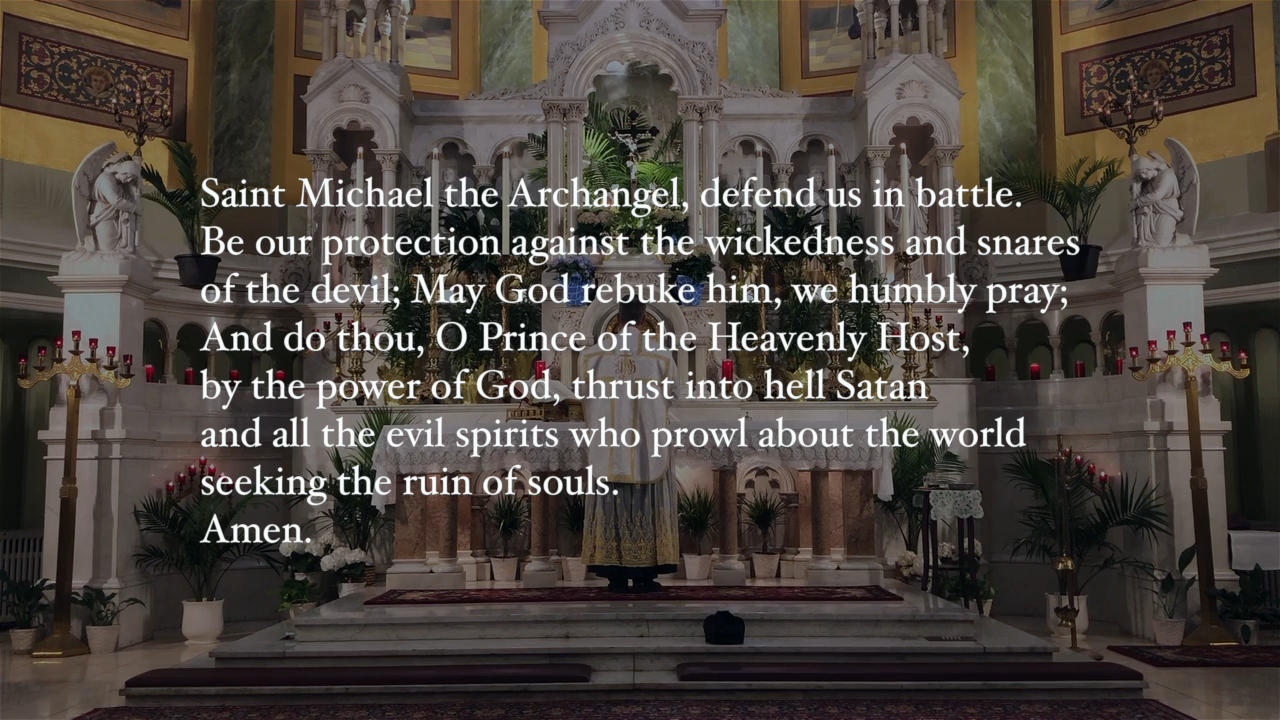 Saint Michael the Archangel, defend us in battle.
Be our protection against the wickedness and snares
of the devil; May God rebuke him, we humbly pray;
And do thou, O Prince of the Heavenly Host,
by the power of God, thrust into hell Satan
and all the evil spirits who prowl about the world
seeking the ruin of souls.
Amen.